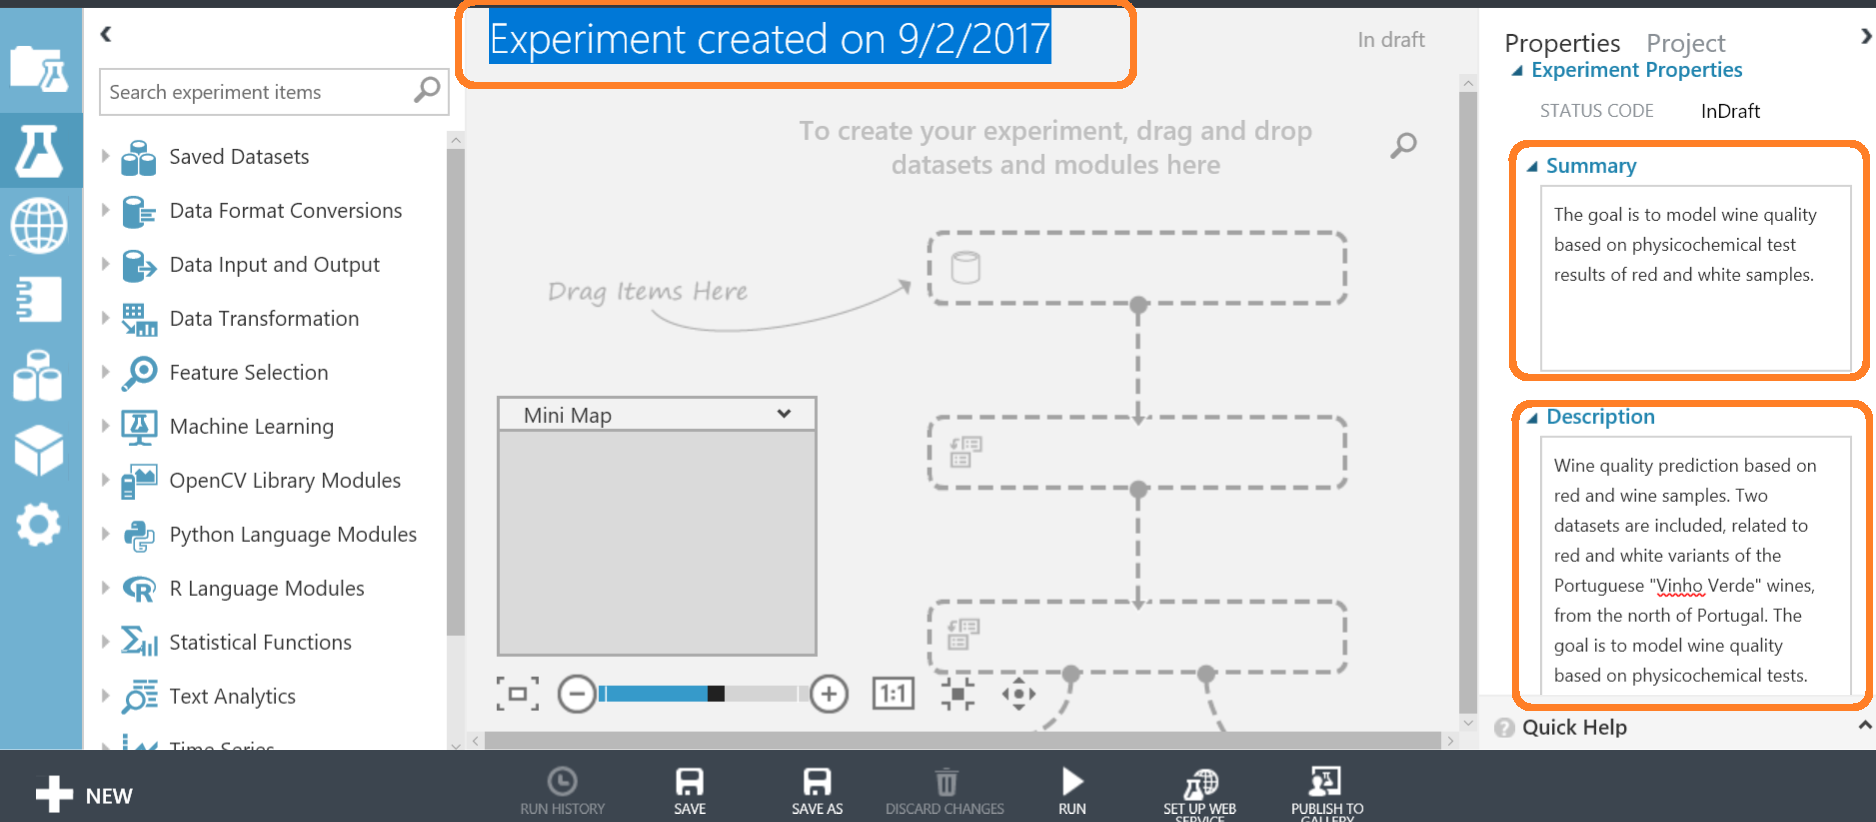 Experiment created on 9/2/2017
In draft
Search experiment items
Saved Datasets
Data Format Conversions
Data Input and Output
Data Transformation
Feature Selection
Machine Learning
OpenCV Library Modules
Python Language Modules
R Language Modules
Statistical Functions
Text Analytics
Time Series
To create your experiment, drag and drop
datasets and modules here
Drag Items Here
Mini Map
1:1
Properties Project
Experiment Properties
STATUS CODE InDraft
Summary
The goal is to model wine quality
based on physicochemical test
results of red and white samples.
Description
Wine quality prediction based on
red and wine samples. Two
datasets are included, related to
red and white variants of the
Portuguese "Vinho Verde" wines,
from the north of Portugal. The
goal is to model wine quality
based on physicochemical tests.
? Quick Help
NEW
RUN HISTORY
SAVE
SAVE AS
DISCARD CHANGES
RUN
SET UP WEB
SERVICE
PUBLISH TO
GALLERY